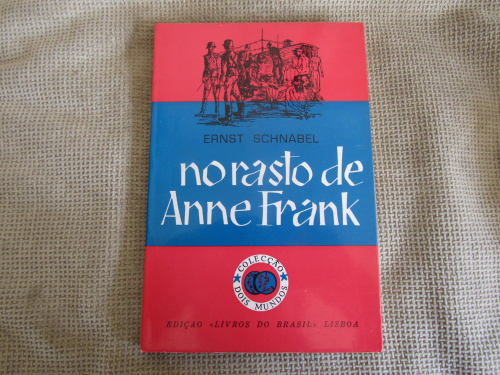 ERNST SCHNABEL
no rasto de
Anne Frank
COLECÇÃO
DOIS MUNDOS
EDIÇÃO «LIVROS DO BRASIL» LISBOA